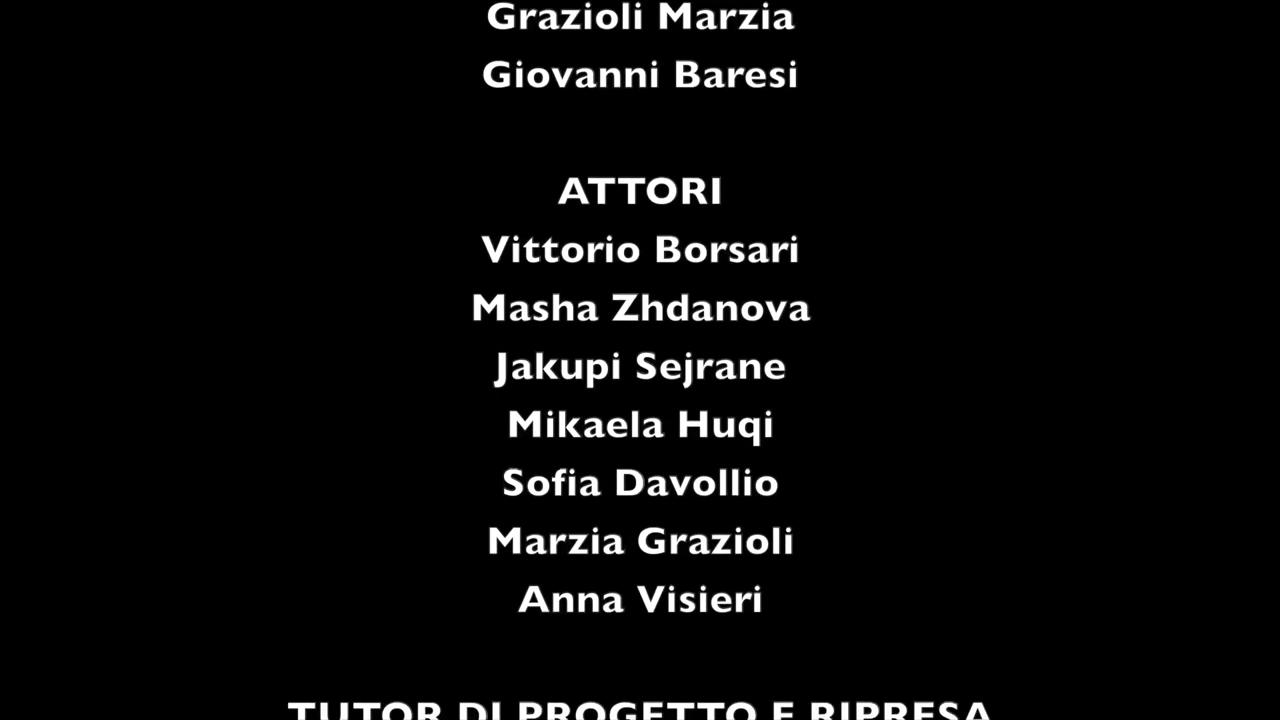 Grazioli Marzia
Giovanni Baresi
ATTORI
Vittorio Borsari
Masha Zhdanova
Jakupi Sejrane
Mikaela Huqi
Sofia Davollio
Marzia Grazioli
Anna Visieri
TUTOR DI PROGETTO E RIPRESA